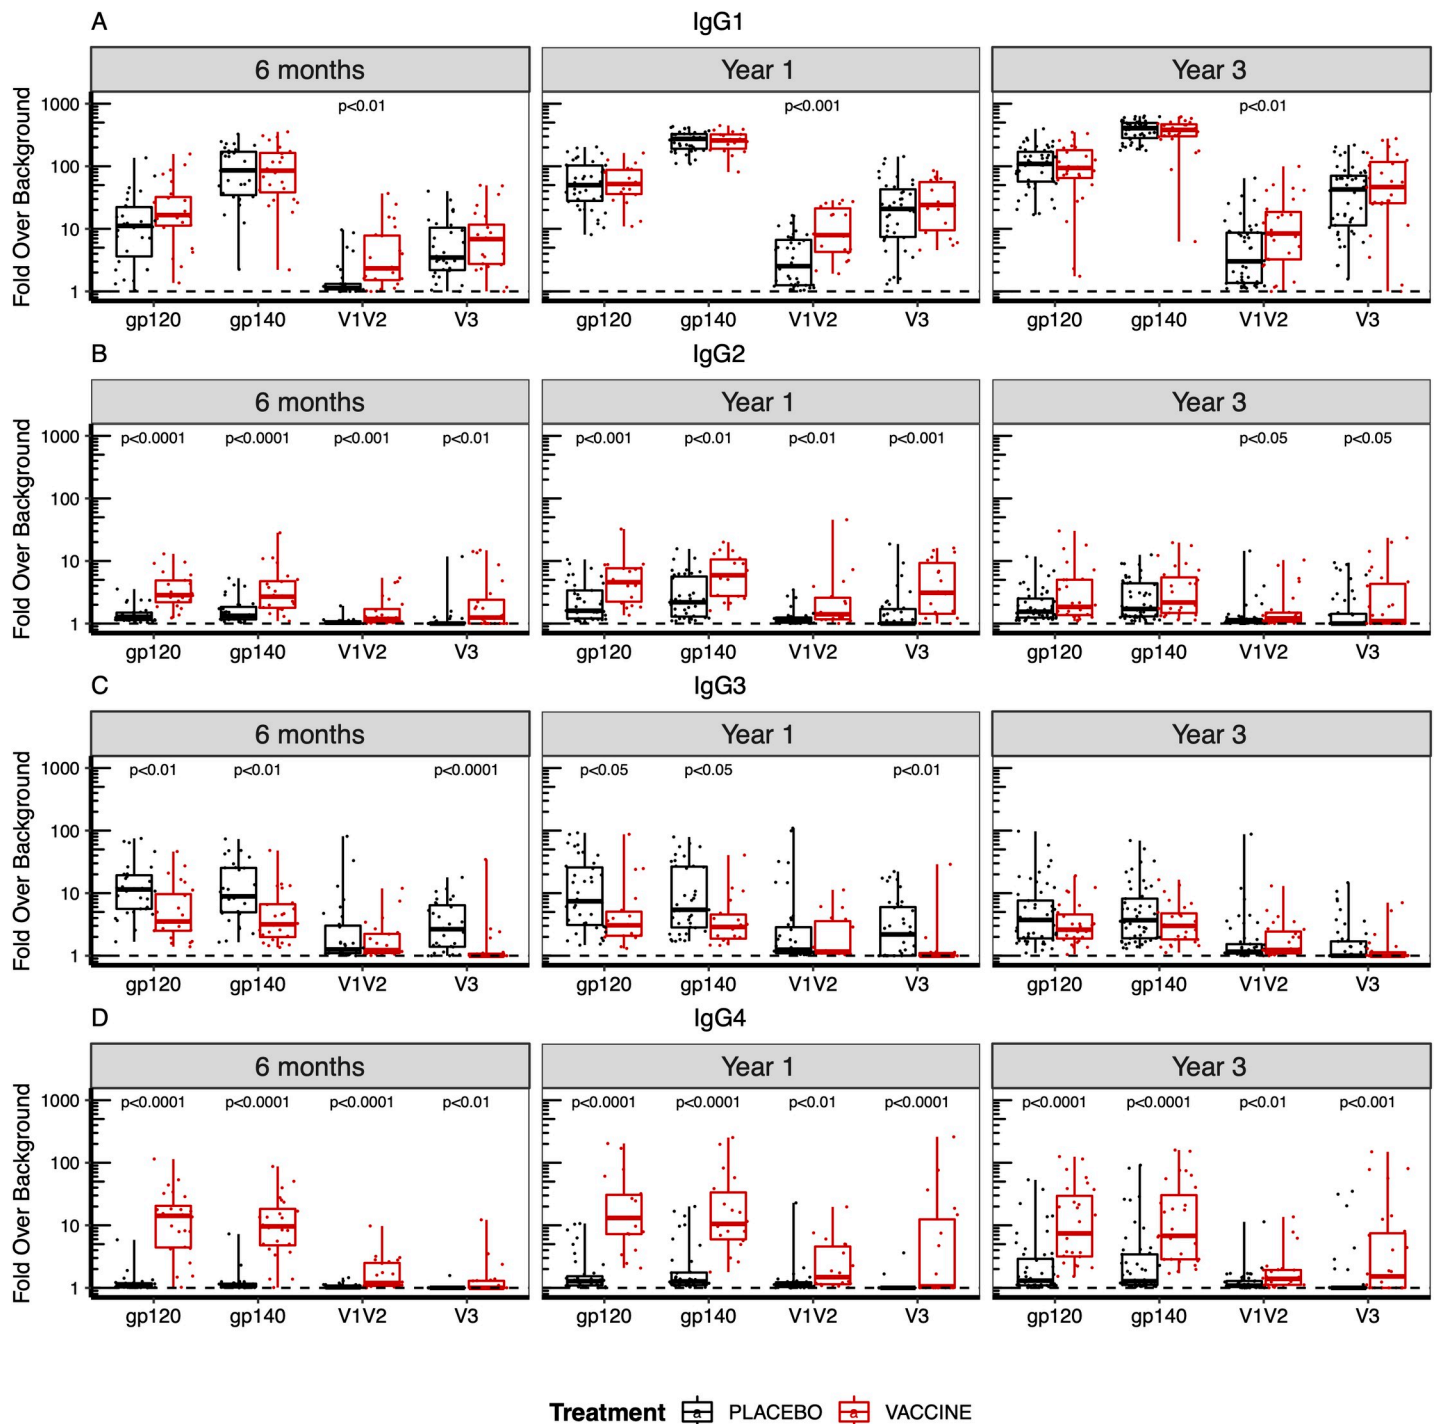 A IgG1
6 months Year 1 Year 3
Fold Over Background
p<0.01 p<0.001 p<0.01
1000
100
10
1
gp120 gp140 V1V2 V3 gp120 gp140 V1V2 V3 gp120 gp140 V1V2 V3
B IgG2
6 months Year 1 Year 3
Fold Over Background
p<0.0001 p<0.0001 p<0.001 p<0.01 p<0.001 p<0.01 p<0.01 p<0.001 p<0.05 p<0.05
1000
100
10
1
gp120 gp140 V1V2 V3 gp120 gp140 V1V2 V3 gp120 gp140 V1V2 V3
C IgG3
6 months Year 1 Year 3
Fold Over Background
p<0.01 p<0.01 p<0.0001 p<0.05 p<0.05 p<0.01
1000
100
10
1
gp120 gp140 V1V2 V3 gp120 gp140 V1V2 V3 gp120 gp140 V1V2 V3
D IgG4
6 months Year 1 Year 3
Fold Over Background
p<0.0001 p<0.0001 p<0.0001 p<0.01 p<0.0001 p<0.0001 p<0.01 p<0.0001 p<0.0001 p<0.0001 p<0.01 p<0.001
1000
100
10
1
gp120 gp140 V1V2 V3 gp120 gp140 V1V2 V3 gp120 gp140 V1V2 V3
Treatment a PLACEBO a VACCINE